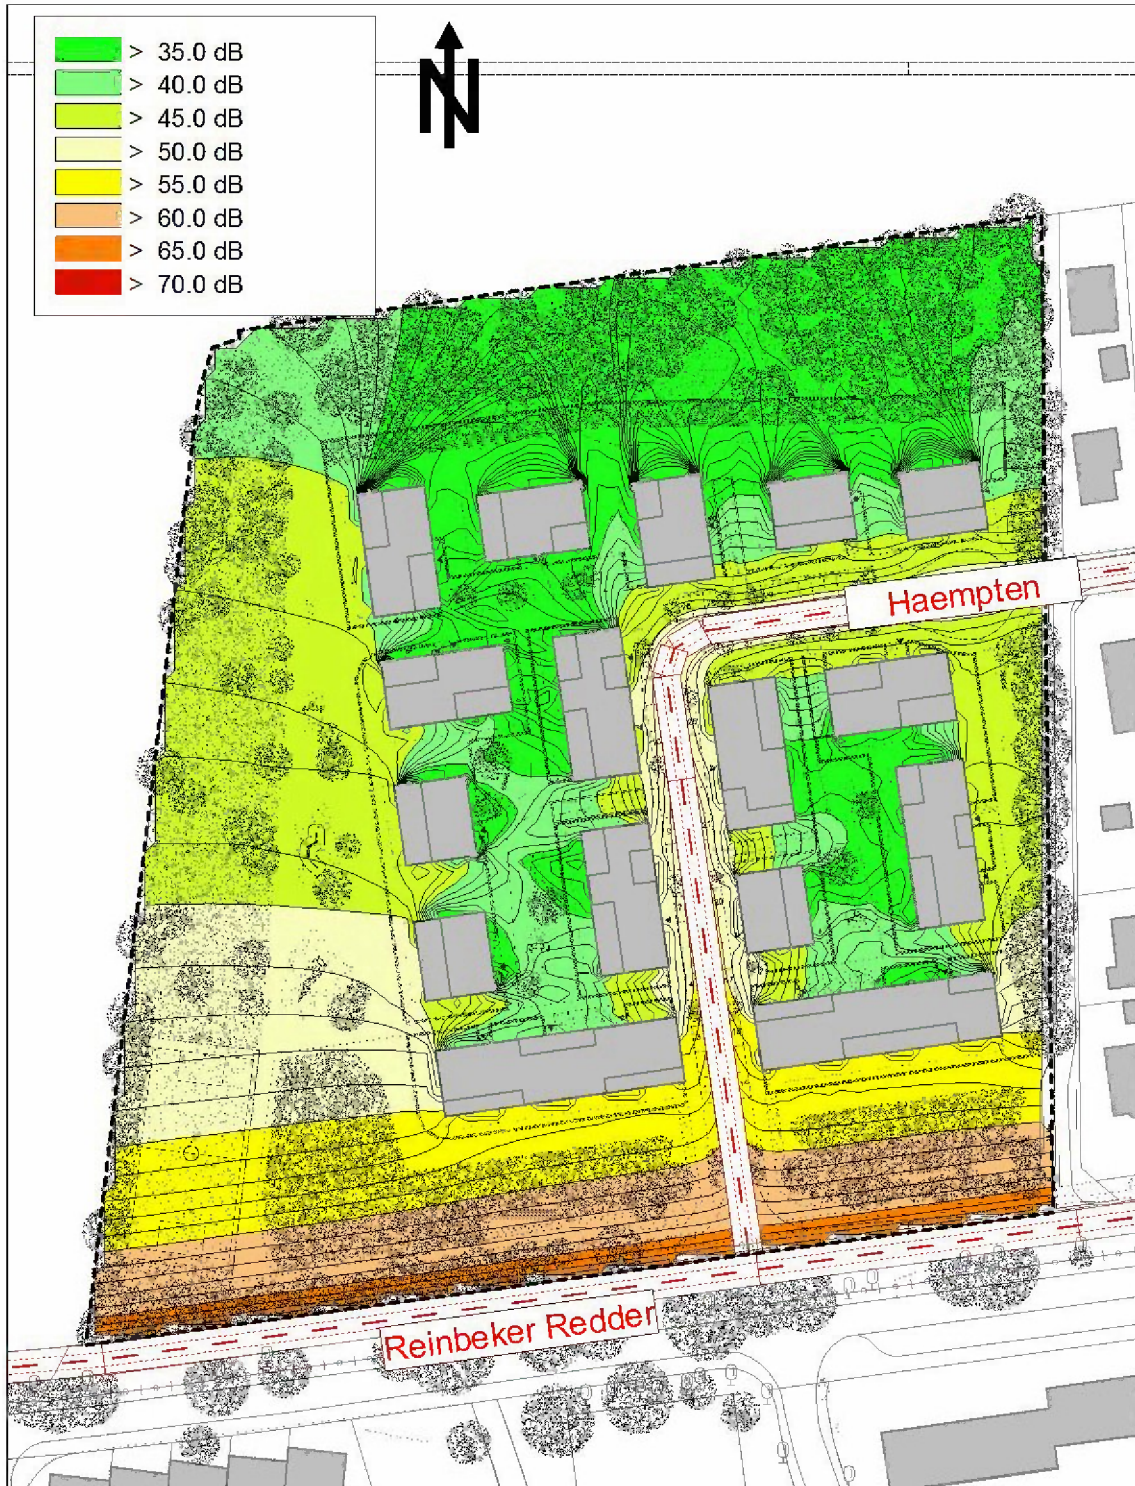 > 35.0 dB
> 40.0 dB
> 45.0 dB
> 50.0 dB
> 55.0 dB
> 60.0 dB
> 65.0 dB
> 70.0 dB
N
Haempten
Reinbeker Redder